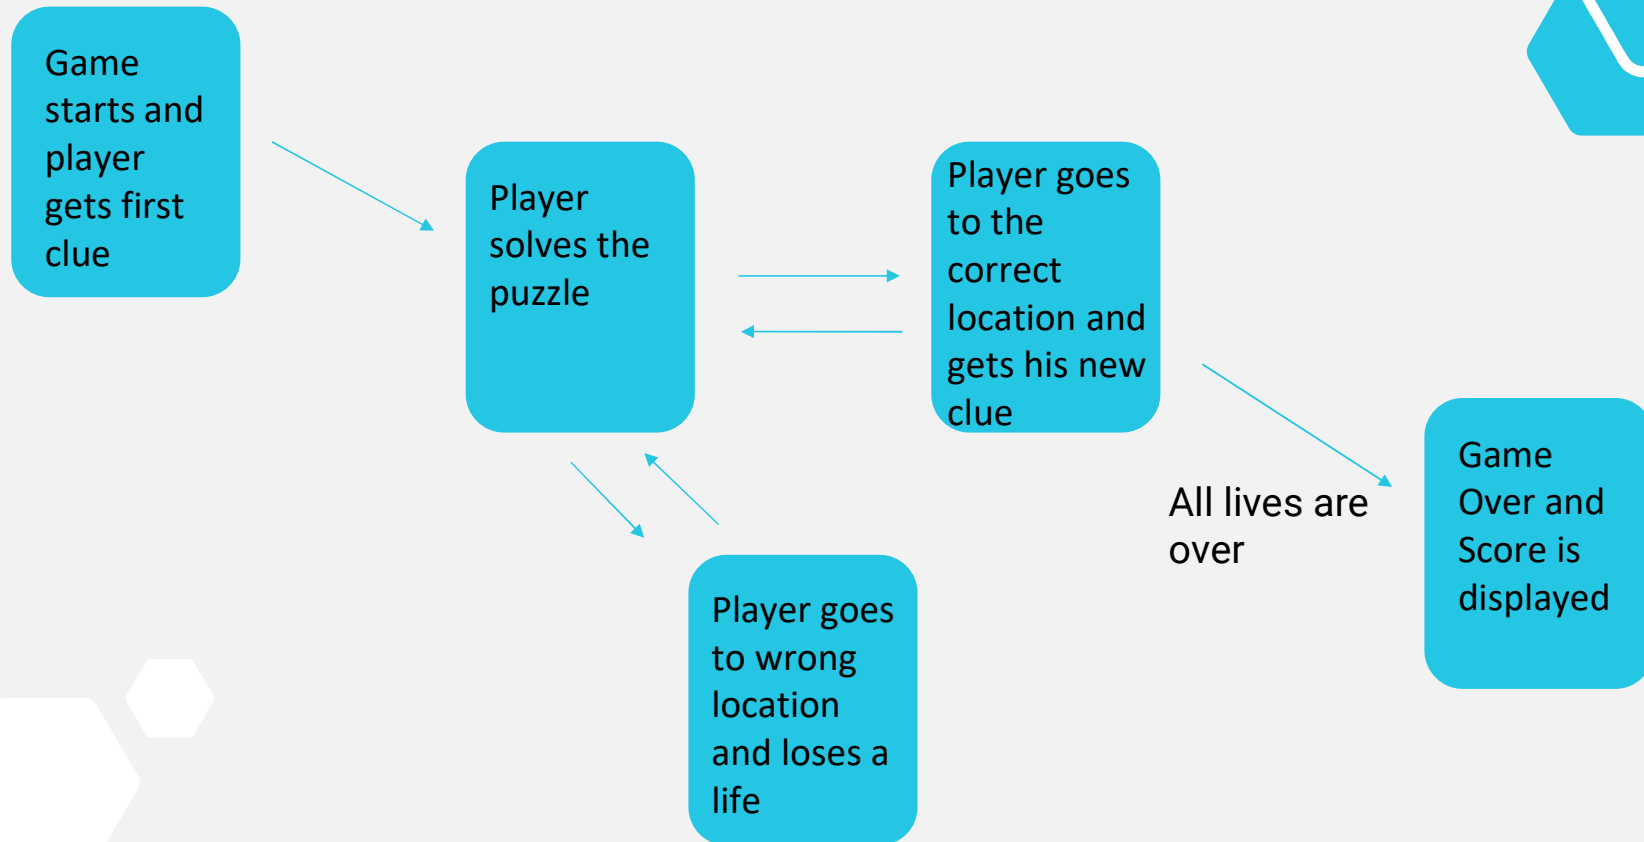 Game
starts and
player
gets first
clue
Player
solves the
puzzle
Player goes
to the
correct
location and
gets his new
clue
All lives are
over
Game
Over and
Score is
displayed
Player goes
to wrong
location
and loses a
life